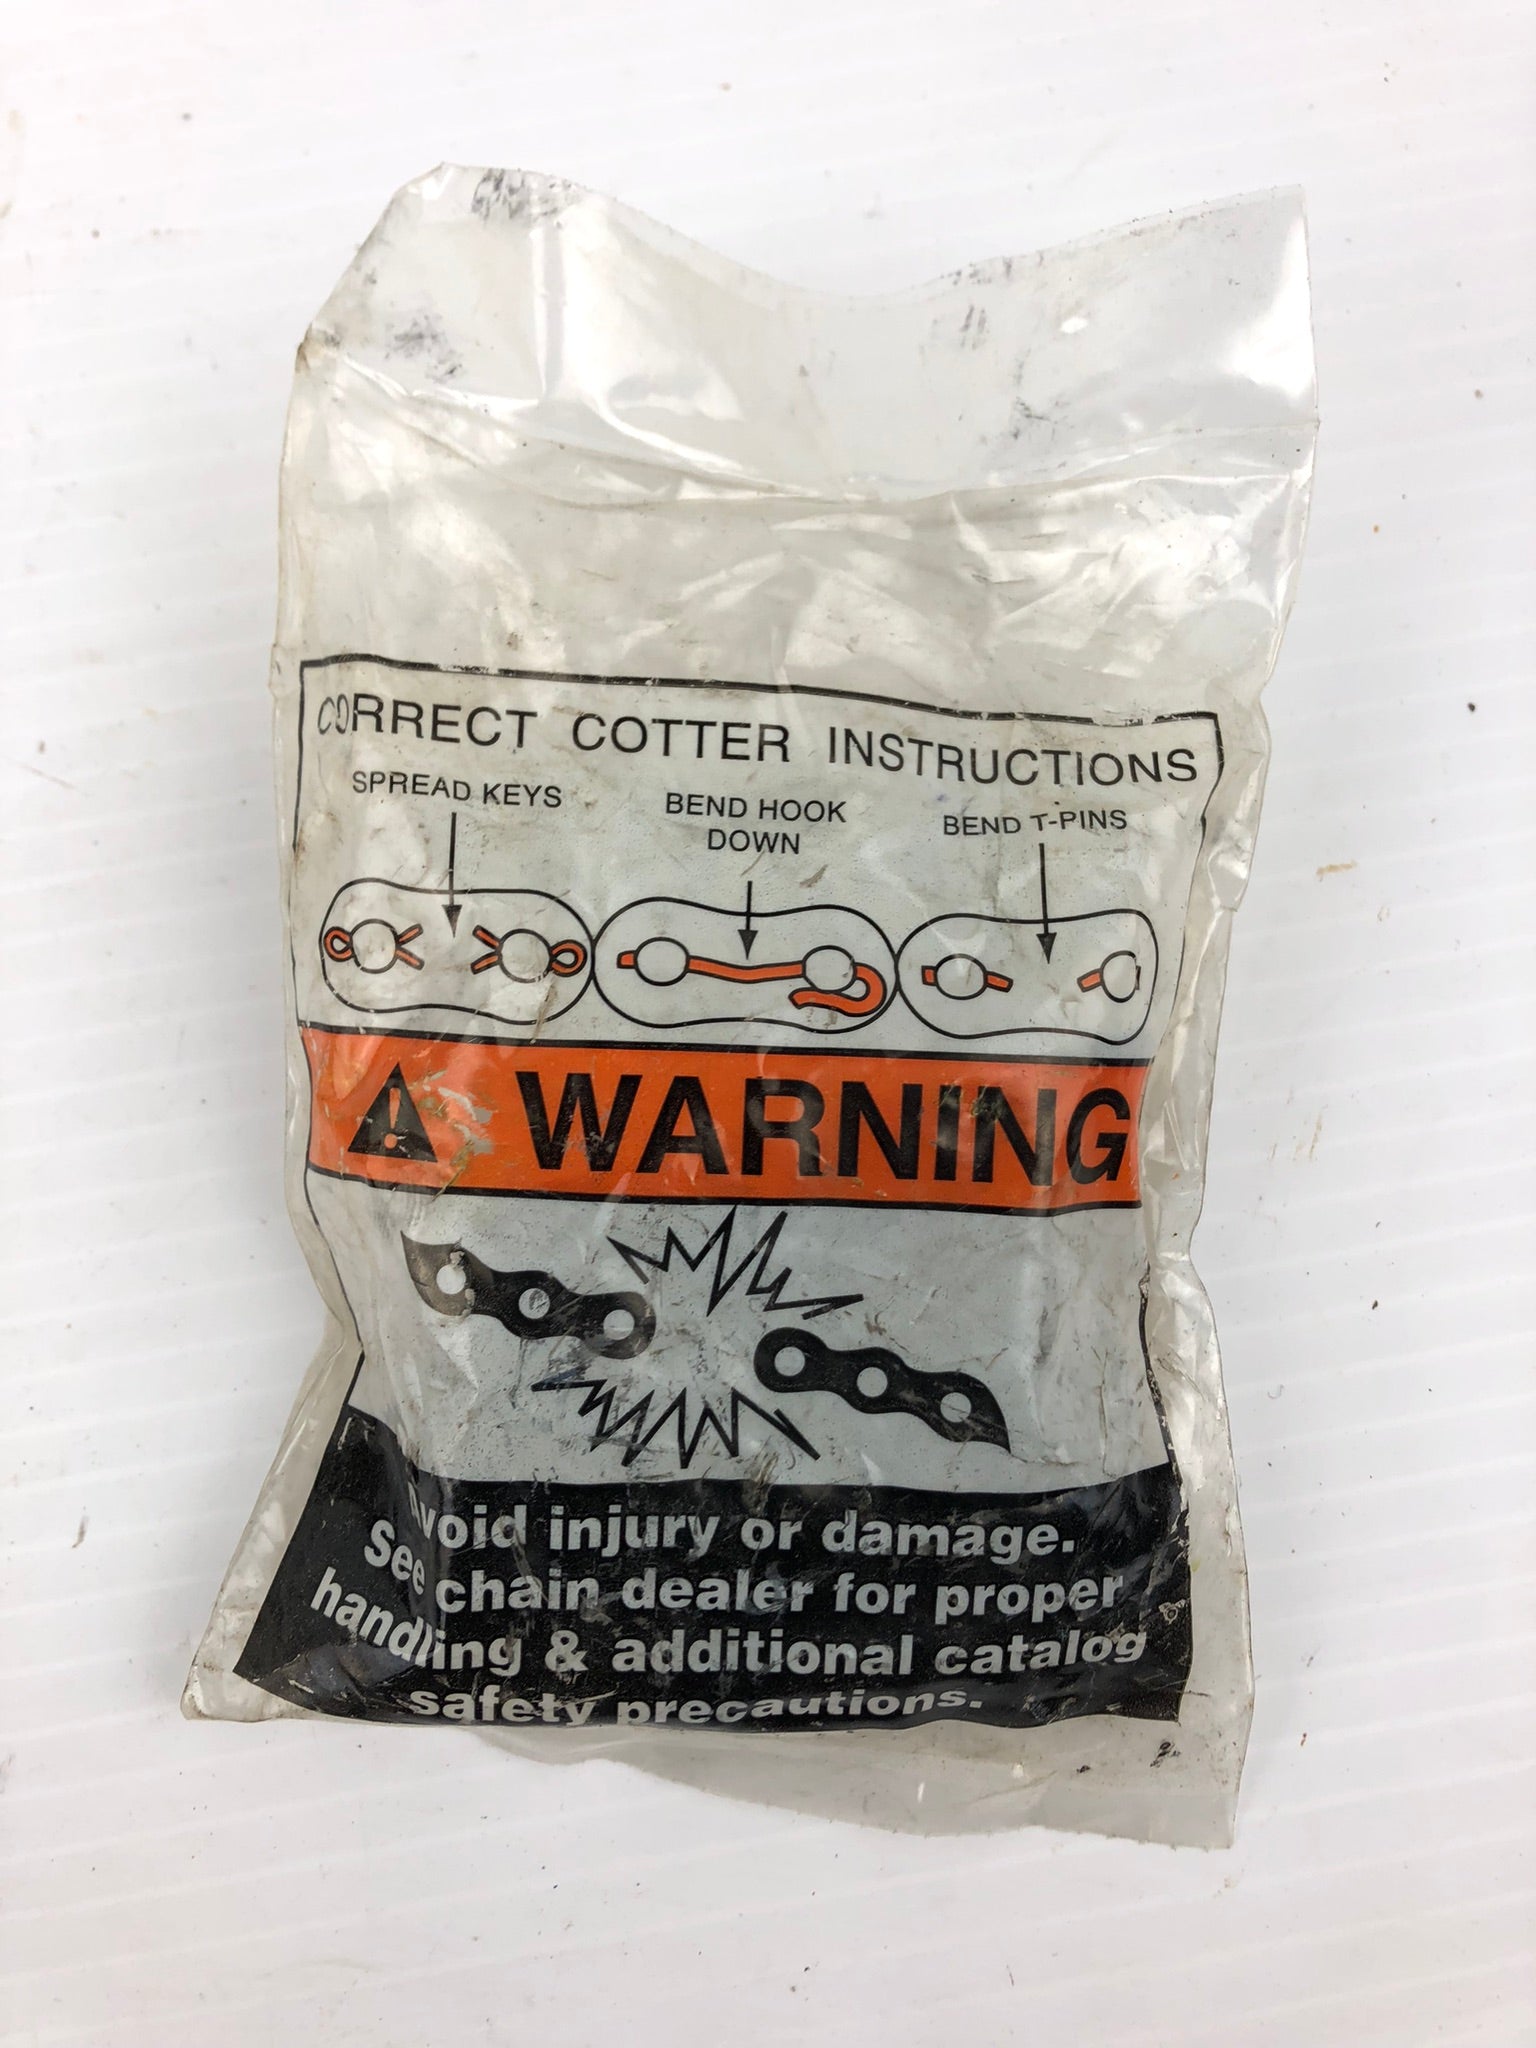 CORRECT COTTER INSTRUCTIONS
SPREAD KEYS
BEND HOOK
DOWN
BEND T-PINS
WARNING
Avoid injury or damage.
See chain dealer for proper
handling & additional catalog
safety precautions.